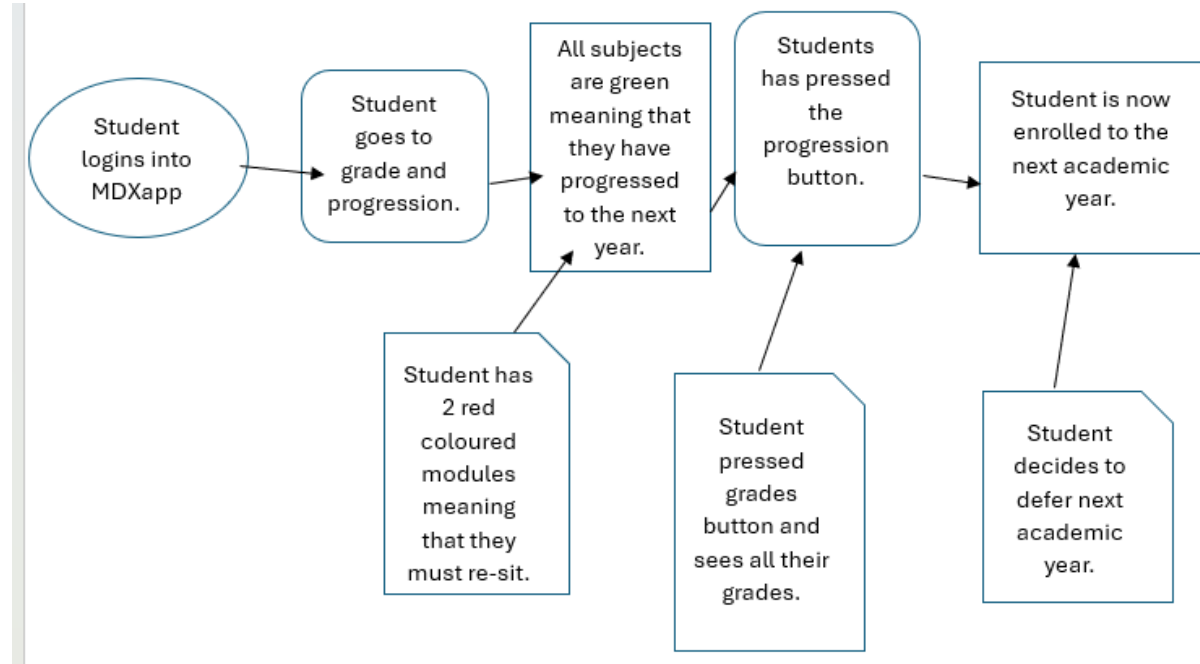 Student
logins into
MDXapp
Student
goes to
grade and
progression.
All subjects
are green
meaning that
they have
progressed
to the next
year.
Students
has pressed
the
progression
button.
Student is now
enrolled to the
next academic
year.
Student has
2 red
coloured
modules
meaning
that they
must re-sit.
Student
pressed
grades
button and
sees all their
grades.
Student
decides to
defer next
academic
year.